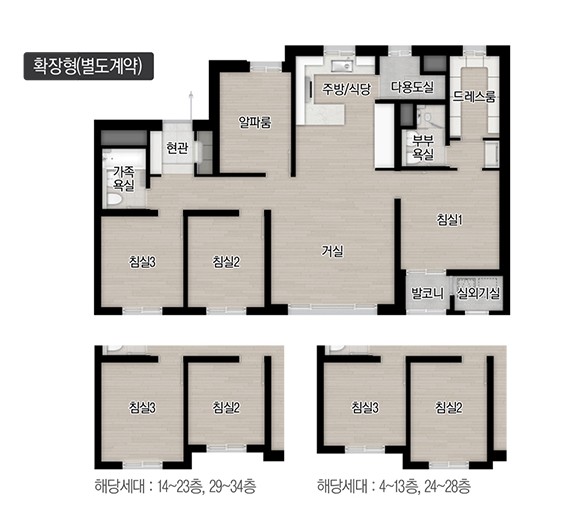 확장형(별도계약)
주방/식당
다용도실
드레스룸
알파룸
현관
부부
욕실
가족
욕실
침실1
거실
침실3
침실2
발코니
실외기실
침실3
침실2
침실3
침실2
해당세대 : 14~23층, 29~34층
해당세대 : 4~13층, 24~28층